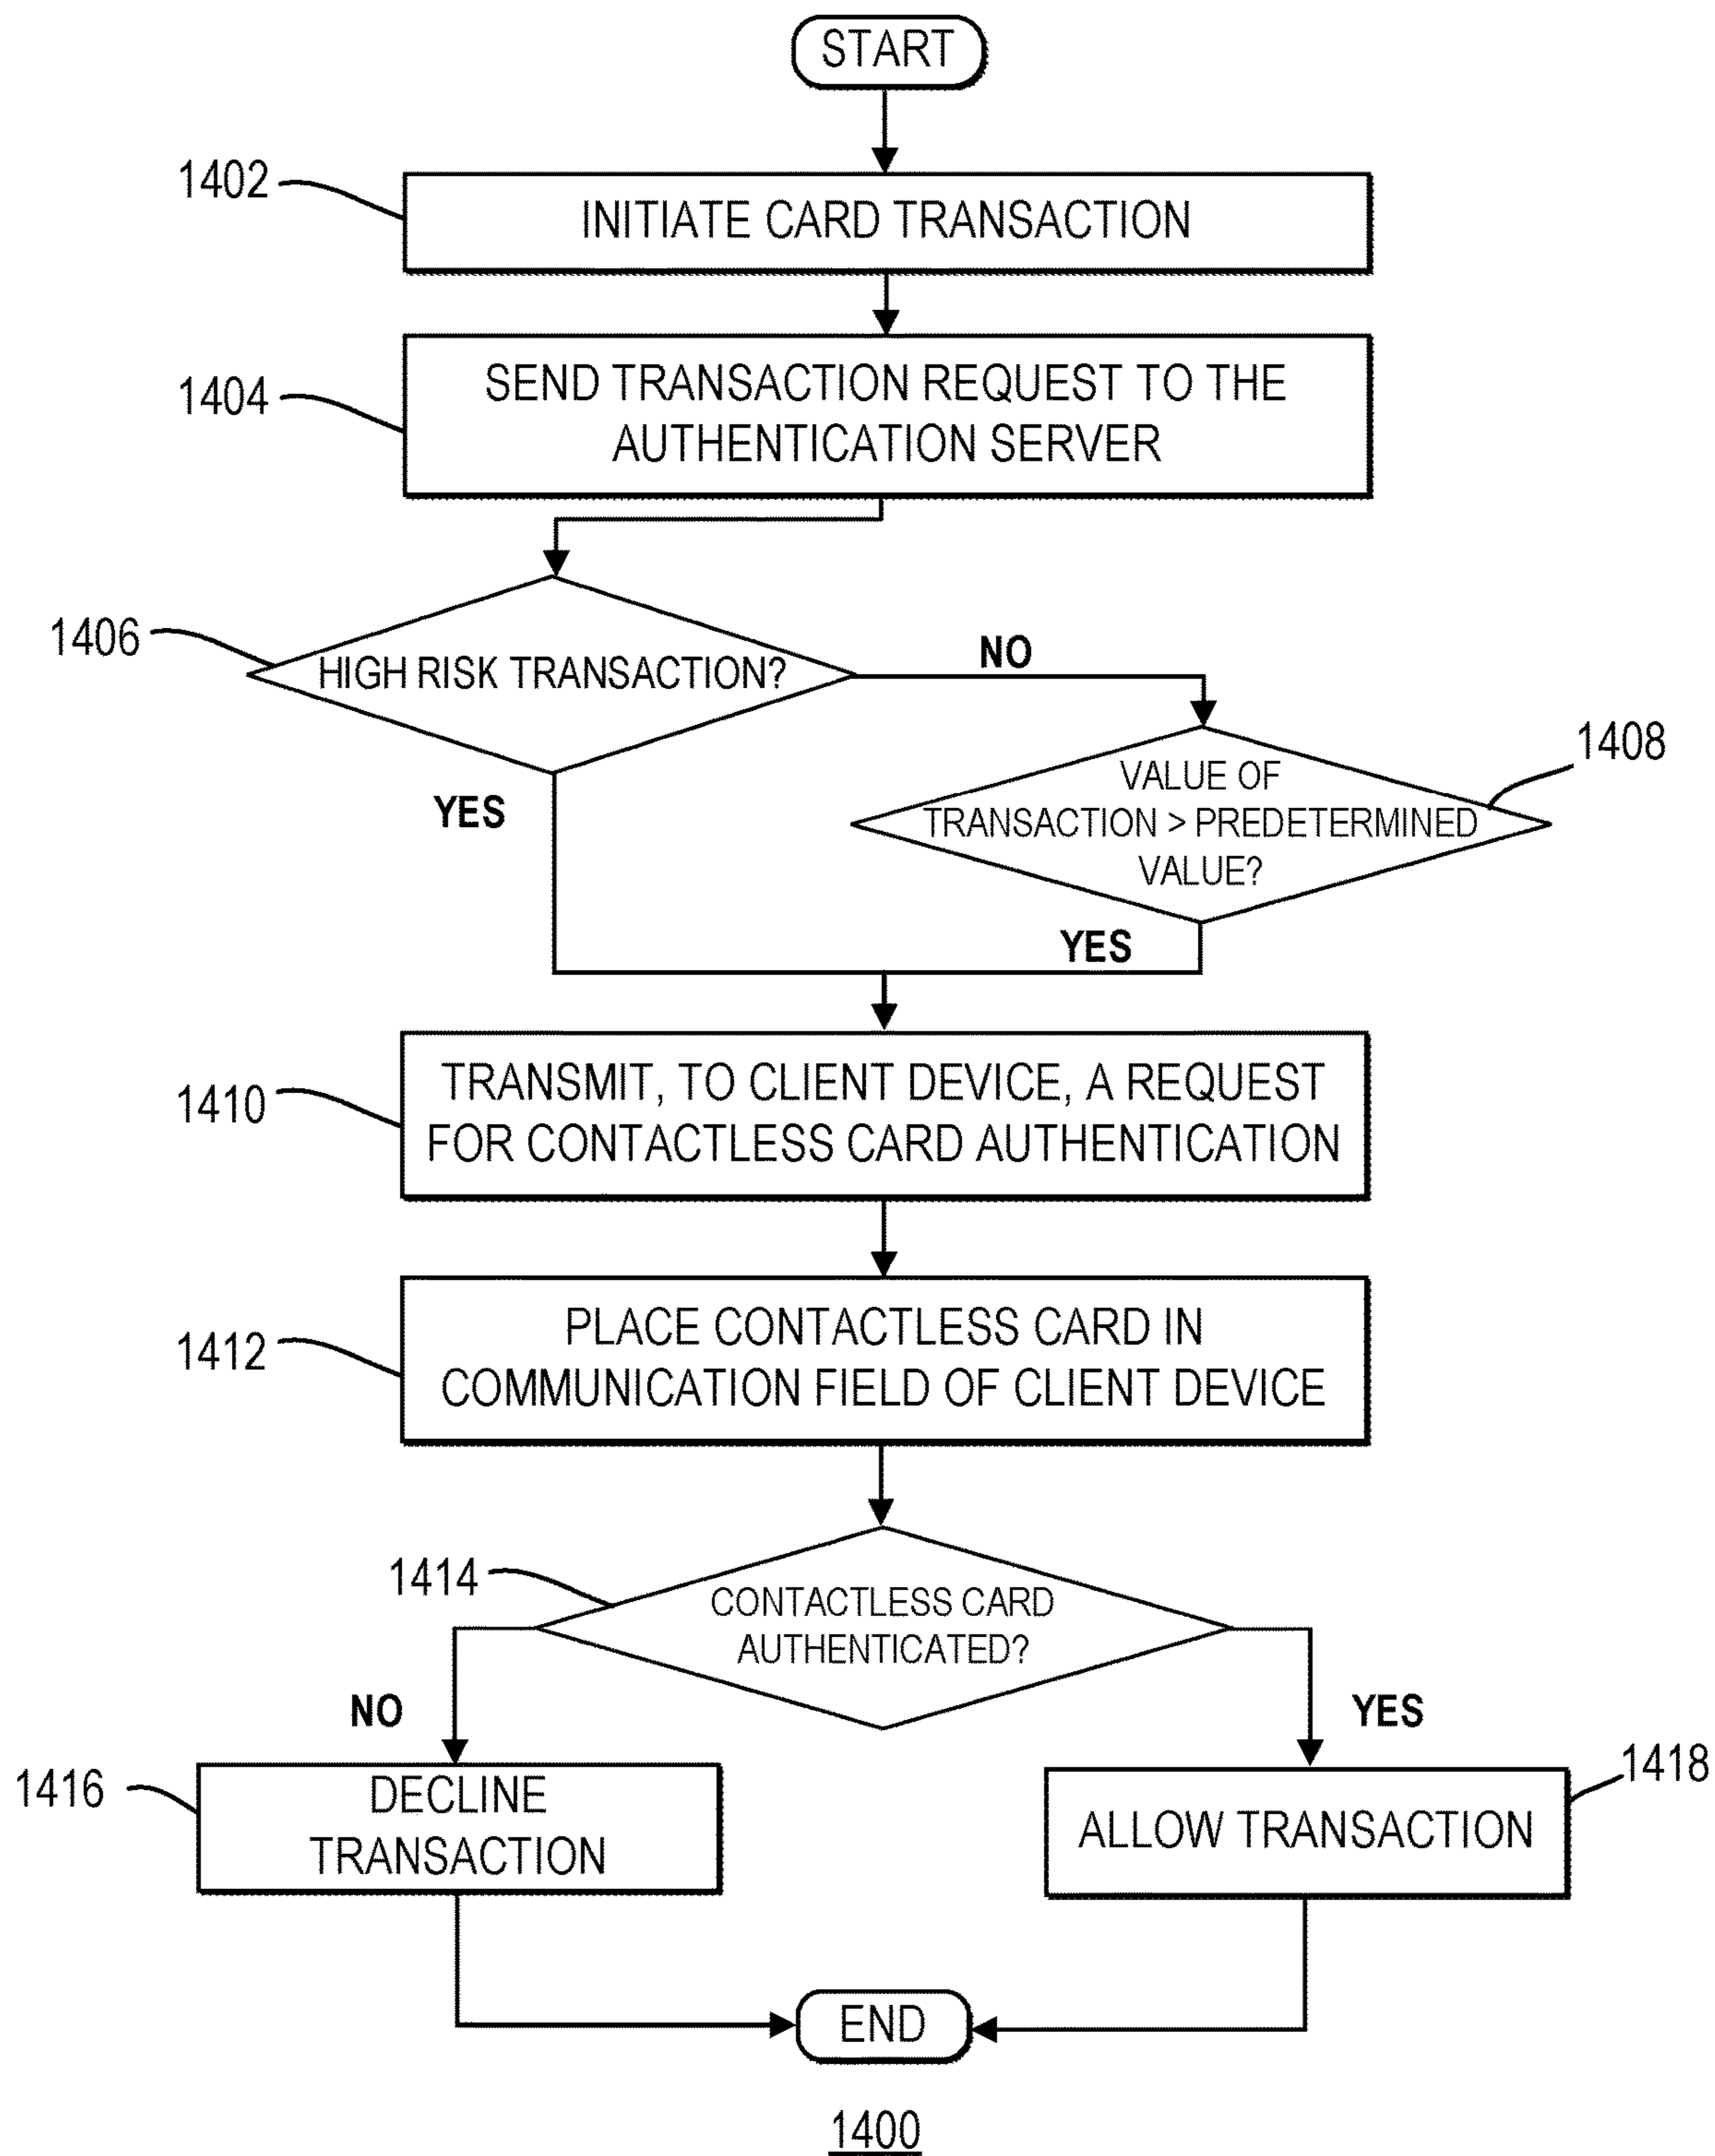 START
1402
INITIATE CARD TRANSACTION
1404
SEND TRANSACTION REQUEST TO THE
AUTHENTICATION SERVER
1406
HIGH RISK TRANSACTION?
NO
YES
1408
VALUE OF
TRANSACTION > PREDETERMINED
VALUE?
YES
1410
TRANSMIT, TO CLIENT DEVICE, A REQUEST
FOR CONTACTLESS CARD AUTHENTICATION
1412
PLACE CONTACTLESS CARD IN
COMMUNICATION FIELD OF CLIENT DEVICE
1414
CONTACTLESS CARD
AUTHENTICATED?
NO
YES
1416
DECLINE
TRANSACTION
1418
ALLOW TRANSACTION
END
1400